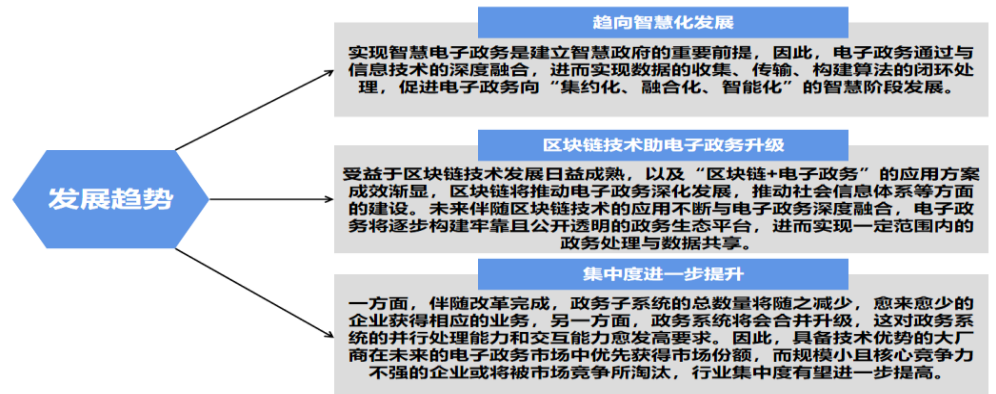 发展趋势
趋向智慧化发展
实现智慧电子政务是建立智慧政府的重要前提，因此，电子政务通过与
信息技术的深度融合，进而实现数据的收集、传输、构建算法的闭环处
理，促进电子政务向“集约化、融合化、智能化”的智慧阶段发展。
区块链技术助电子政务升级
受益于区块链技术发展日益成熟，以及“区块链+电子政务”的应用方案
成效渐显，区块链将推动电子政务深化发展，推动社会信息体系等方面
的建设。未来伴随区块链技术的应用不断与电子政务深度融合，电子政
务将逐步构建牢靠且公开透明的政务生态平台，进而实现一定范围内的
政务处理与数据共享。
集中度进一步提升
一方面，伴随改革完成，政务子系统的总数量将随之减少，愈来愈少的
企业获得相应的业务，另一方面，政务系统将会合并升级，这对政务系
统的并行处理能力和交互能力愈发高要求。因此，具备技术优势的大厂
商在未来的电子政务市场中优先获得市场份额，而规模小且核心竞争力
不强的企业或将被市场竞争所淘汰，行业集中度有望进一步提高。